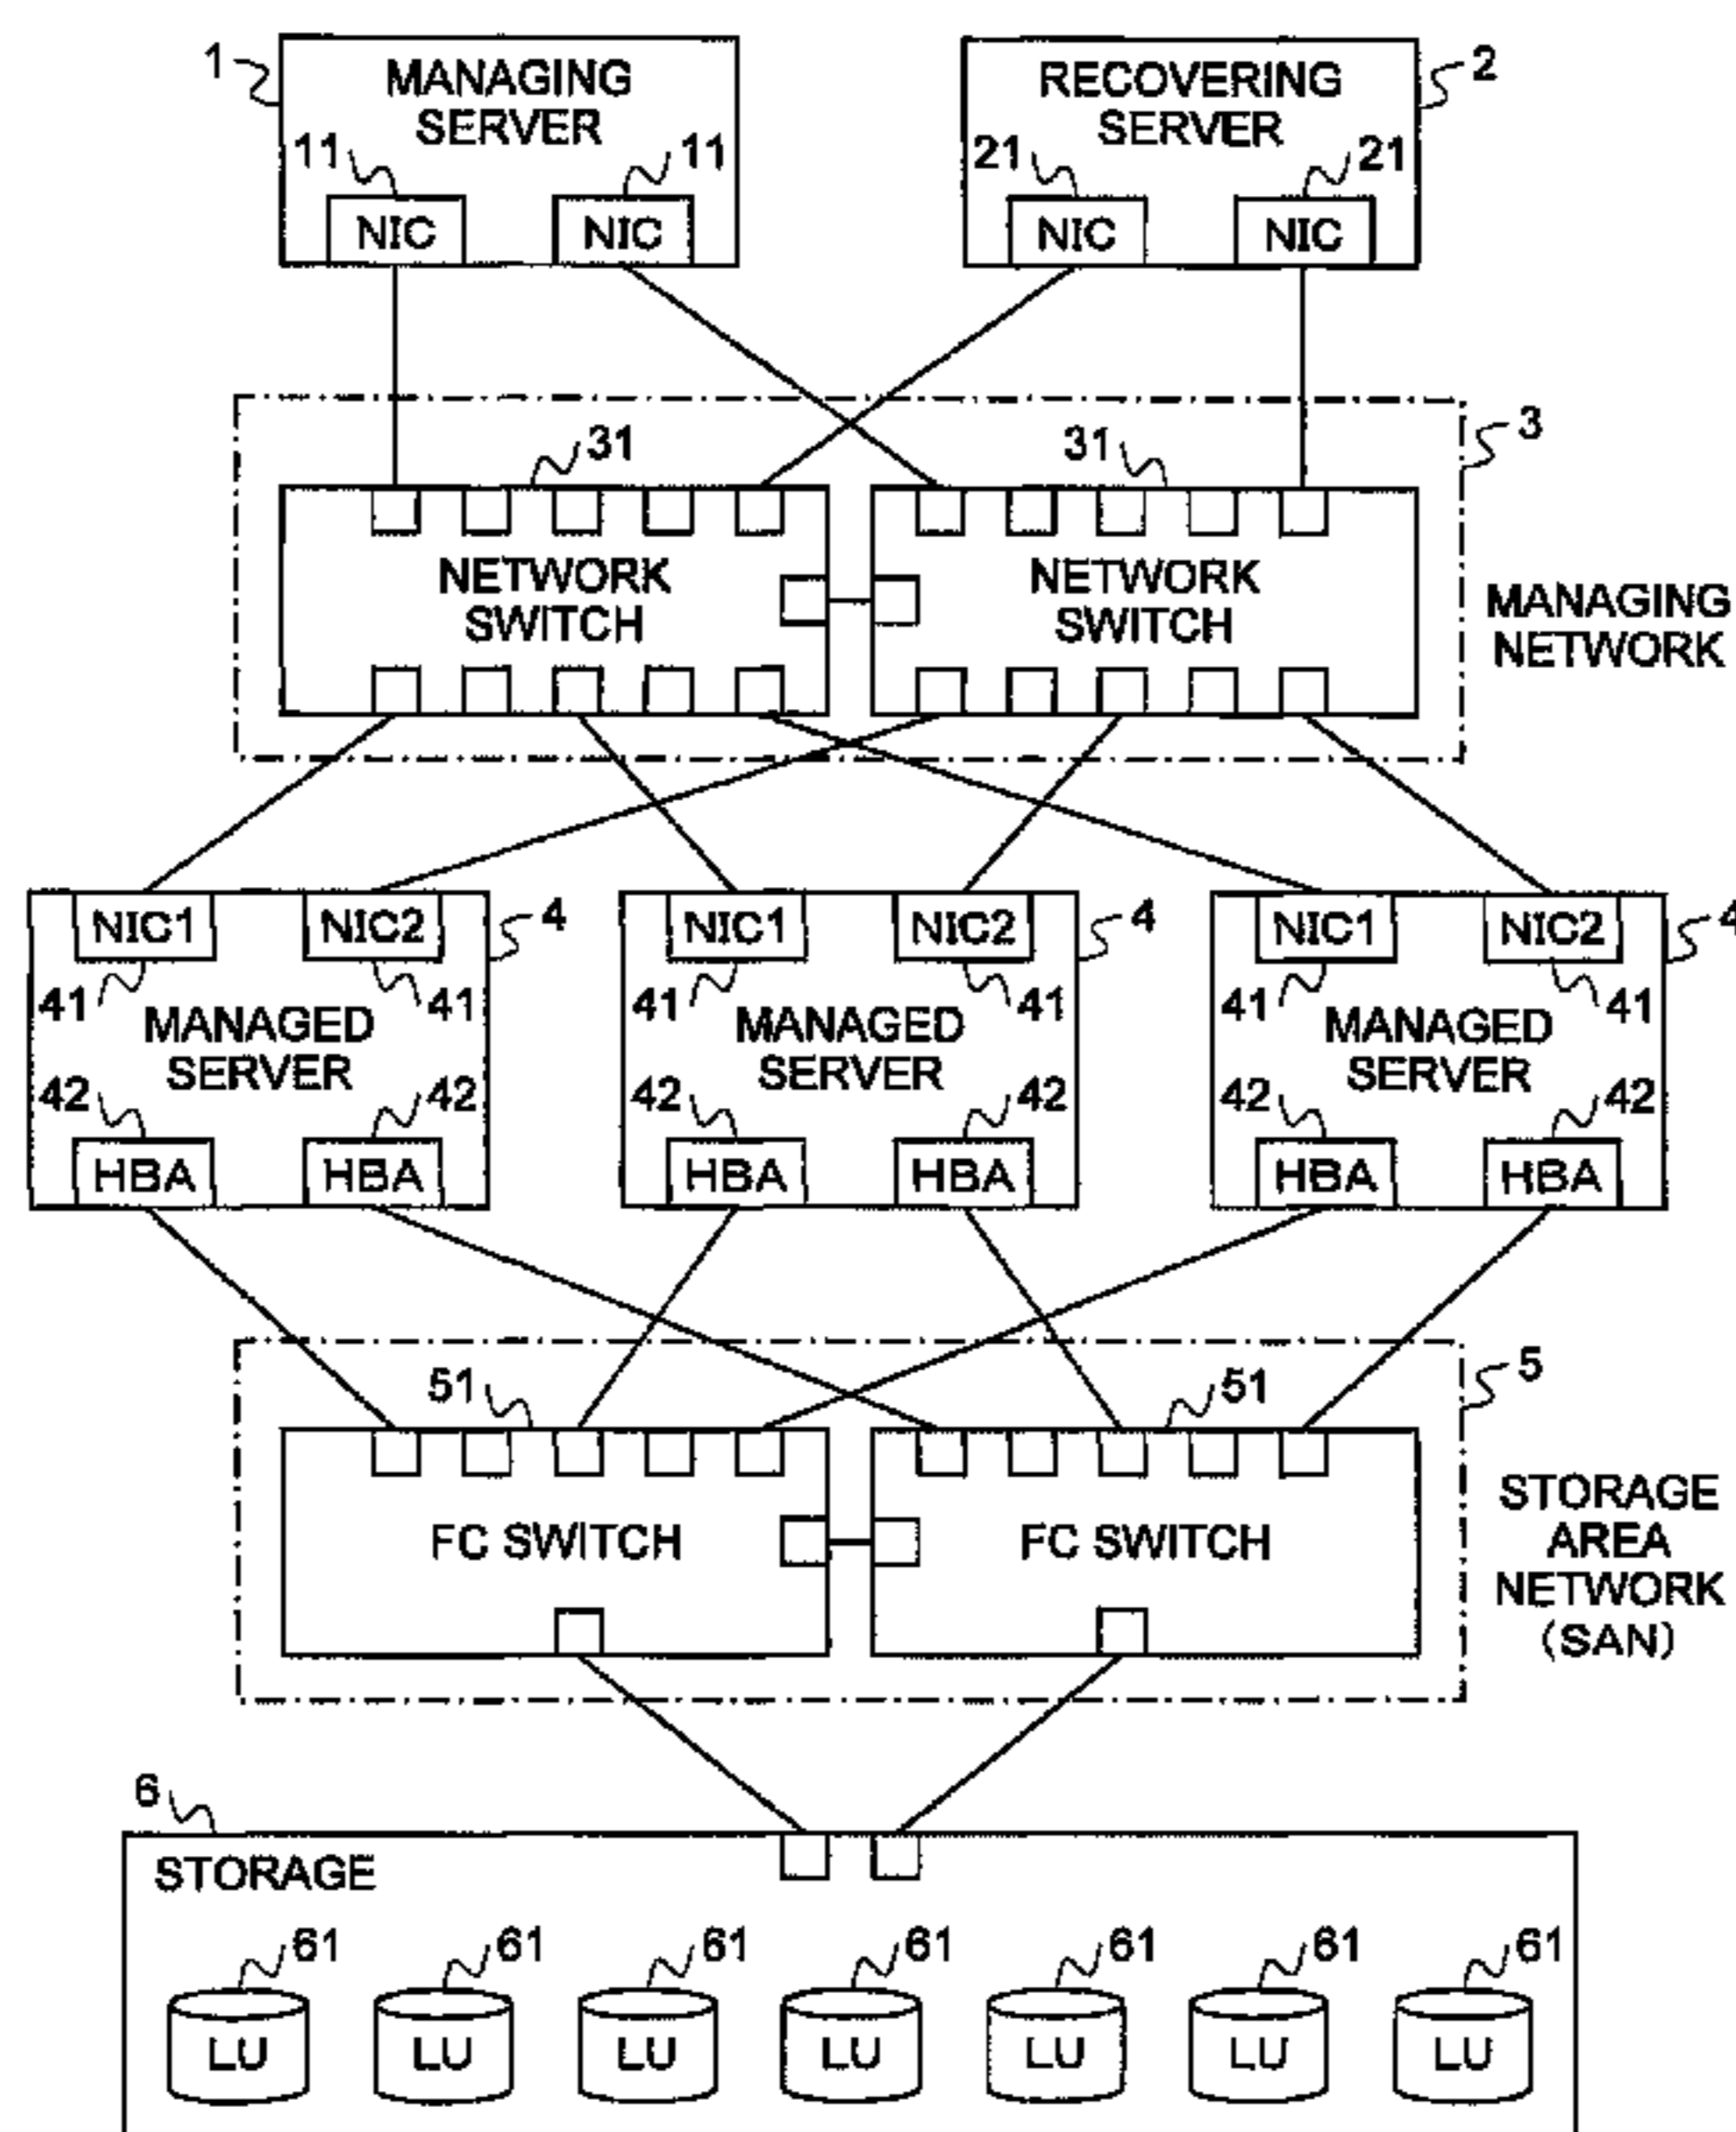 1
MANAGING
SERVER
11
11
NIC
NIC
2
RECOVERING
SERVER
21
21
NIC
NIC
3
31
31
NETWORK
SWITCH
NETWORK
SWITCH
MANAGING
NETWORK
NIC1
NIC2
4
41
41
MANAGED
SERVER
42
42
HBA
HBA
NIC1
NIC2
4
41
41
MANAGED
SERVER
42
42
HBA
HBA
NIC1
NIC2
4
41
41
MANAGED
SERVER
42
42
HBA
HBA
5
51
51
FC SWITCH
FC SWITCH
STORAGE
AREA
NETWORK
(SAN)
6
STORAGE
61
61
61
61
61
61
61
LU
LU
LU
LU
LU
LU
LU